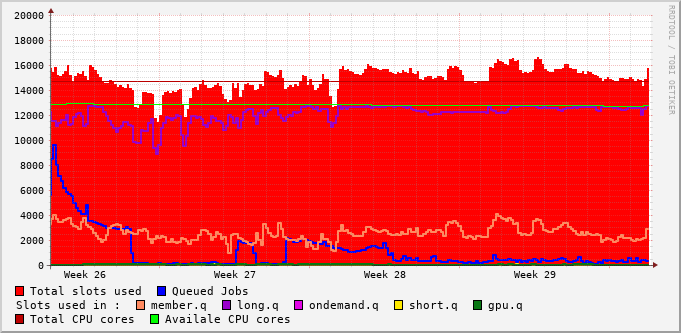 20000
18000
16000
14000
12000
10000
8000
6000
4000
2000
0
Week 26 Week 27 Week 28 Week 29
RRDTOOL / TOBI OETIKER
Total slots used Queued Jobs
Slots used in : member.q long.q ondemand.q short.q gpu.q
Total CPU cores Availale CPU cores